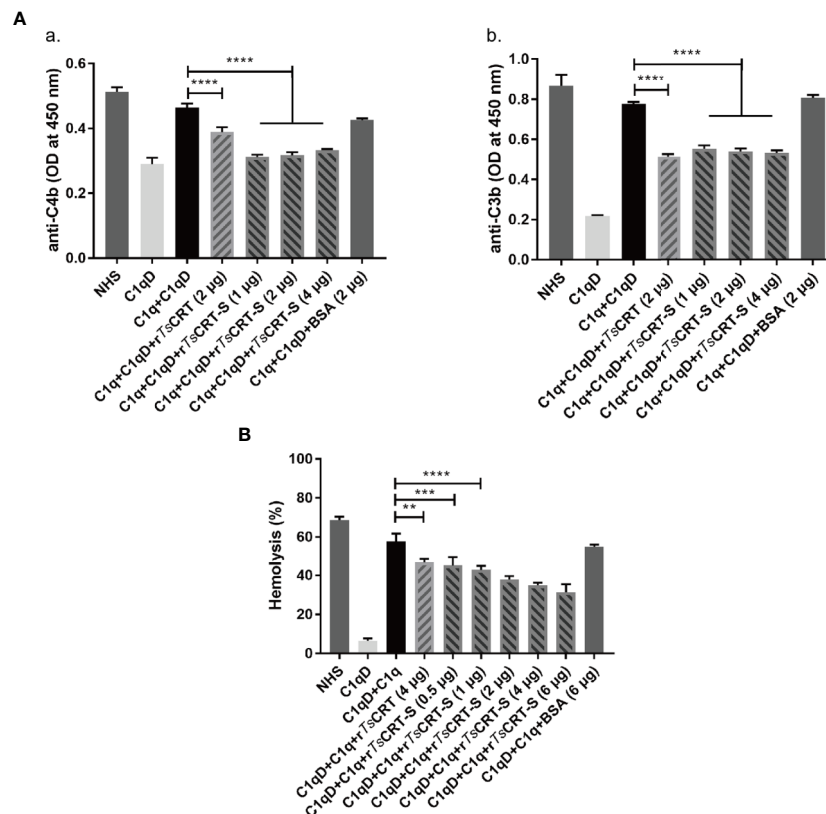 A
a.
anti-C4b (OD at 450 nm)
0.6
0.4
0.2
0.0
****
****
NHS
C1qD
C1q+C1qD
C1q+C1qD+rTsCRT (2 µg)
C1q+C1qD+rTsCRT-S (1 µg)
C1q+C1qD+rTsCRT-S (2 µg)
C1q+C1qD+rTsCRT-S (4 µg)
C1q+C1qD+BSA (2 µg)
b.
anti-C3b (OD at 450 nm)
1.0
0.8
0.6
0.4
0.2
0.0
****
****
NHS
C1qD
C1q+C1qD
C1q+C1qD+rTsCRT (2 µg)
C1q+C1qD+rTsCRT-S (1 µg)
C1q+C1qD+rTsCRT-S (2 µg)
C1q+C1qD+rTsCRT-S (4 µg)
C1q+C1qD+BSA (2 µg)
B
Hemolysis (%)
100
80
60
40
20
0
****
***
**
NHS
C1qD
C1qD+C1q
C1qD+C1q+rTsCRT (4 µg)
C1qD+C1q+rTsCRT-S (0.5 µg)
C1qD+C1q+rTsCRT-S (1 µg)
C1qD+C1q+rTsCRT-S (2 µg)
C1qD+C1q+rTsCRT-S (4 µg)
C1qD+C1q+rTsCRT-S (6 µg)
C1qD+C1q+BSA (6 µg)